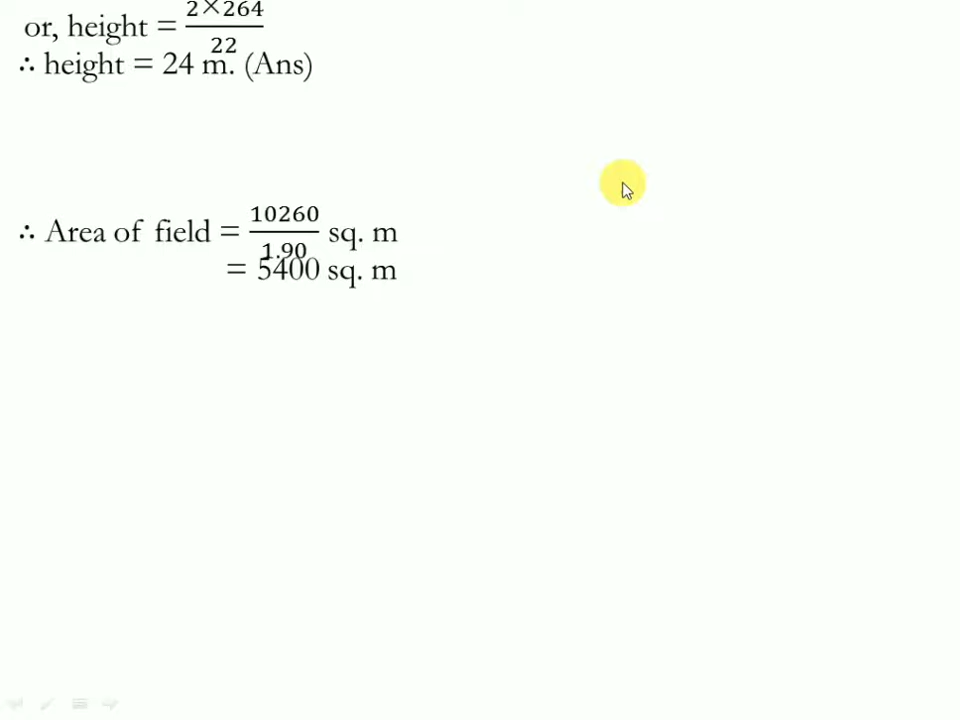 or, height = 2×264/22
∴ height = 24 m. (Ans)
∴ Area of field = 10260/1.90 sq. m
= 5400 sq. m